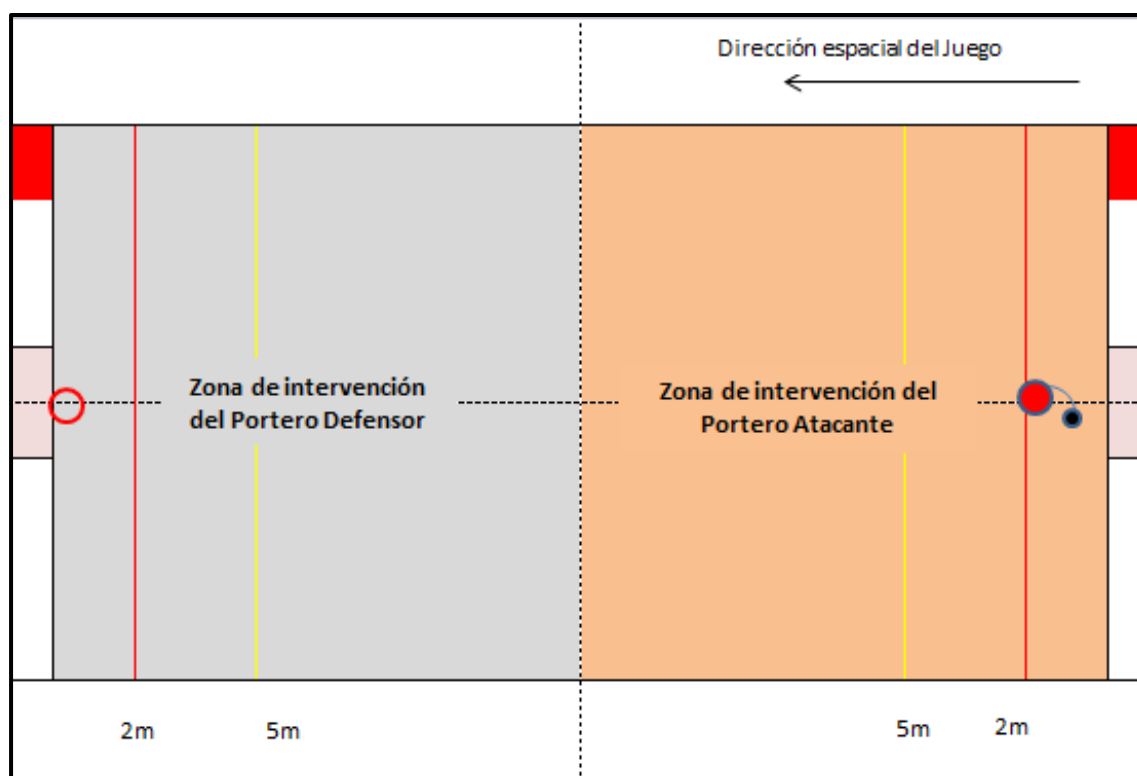 Dirección espacial del Juego
Zona de intervención
del Portero Defensor
Zona de intervención del
Portero Atacante
2m
5m
5m
2m